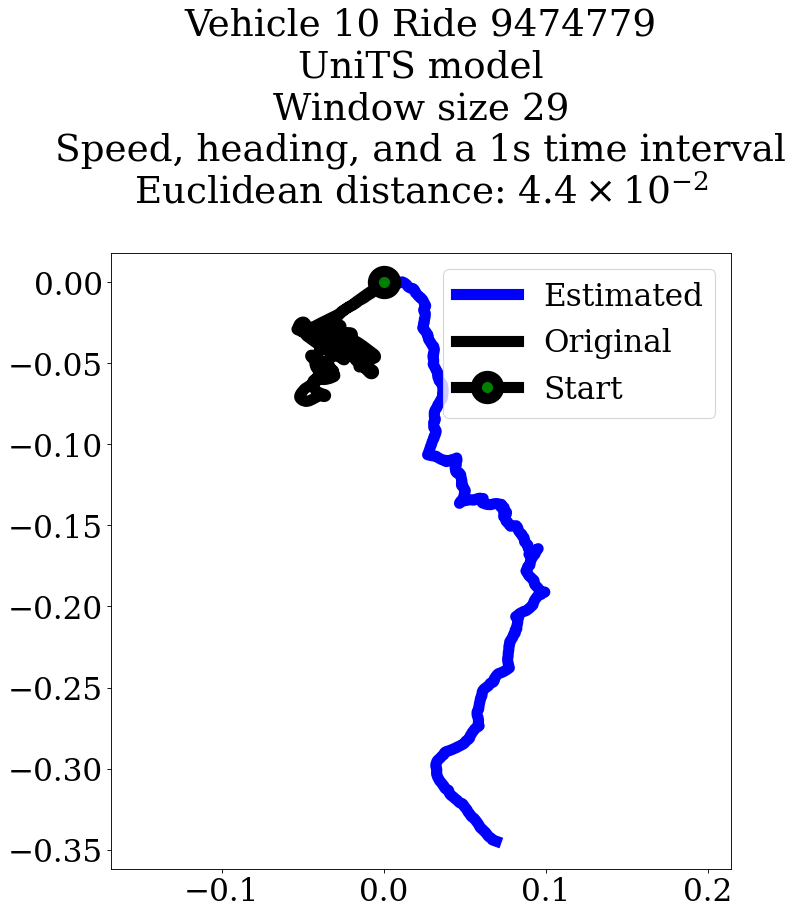 Vehicle 10 Ride 9474779
UniTS model
Window size 29
Speed, heading, and a 1s time interval
Euclidean distance: 4.4 × 10⁻²
Estimated
Original
Start
0.00
−0.05
−0.10
−0.15
−0.20
−0.25
−0.30
−0.35
−0.1 0.0 0.1 0.2